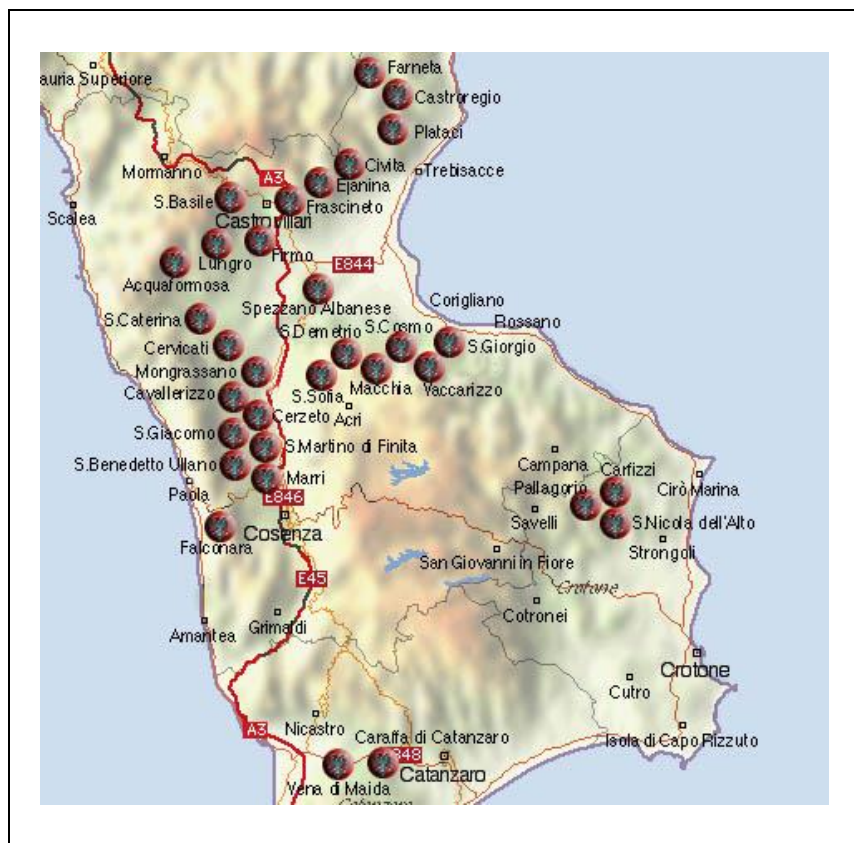 Farneta
auria Superiore
Castroregio
Plataci
Mormanno
Civita
Trebisacce
A3
Ejanina
S.Basile
Frascineto
Scalea
Castrovillari
Firmo
Lungro
E844
Acquaformosa
Corigliano
Spezzano Albanese
S.Caterina
Rossano
S.Demetrio
S.Cosmo
S.Giorgio
Cervicati
Mongrassano
Macchia
Vaccarizzo
Cavallerizzo
S.Sofia
Acri
Cerzeto
S.Giacomo
S.Martino di Finita
Campana
S.Benedetto Ullano
Carfizzi
Marri
Pallagorio
Cirò Marina
Paola
E846
Savelli
S.Nicola dell'Alto
Cosenza
Falconara
Strongoli
San Giovanni in Fiore
E45
Crotone
Cotronei
Grimaldi
Amantea
Crotone
Cutro
Nicastro
A3
Caraffa di Catanzaro
Isola di Capo Rizzuto
848
Catanzaro
Vena di Maida